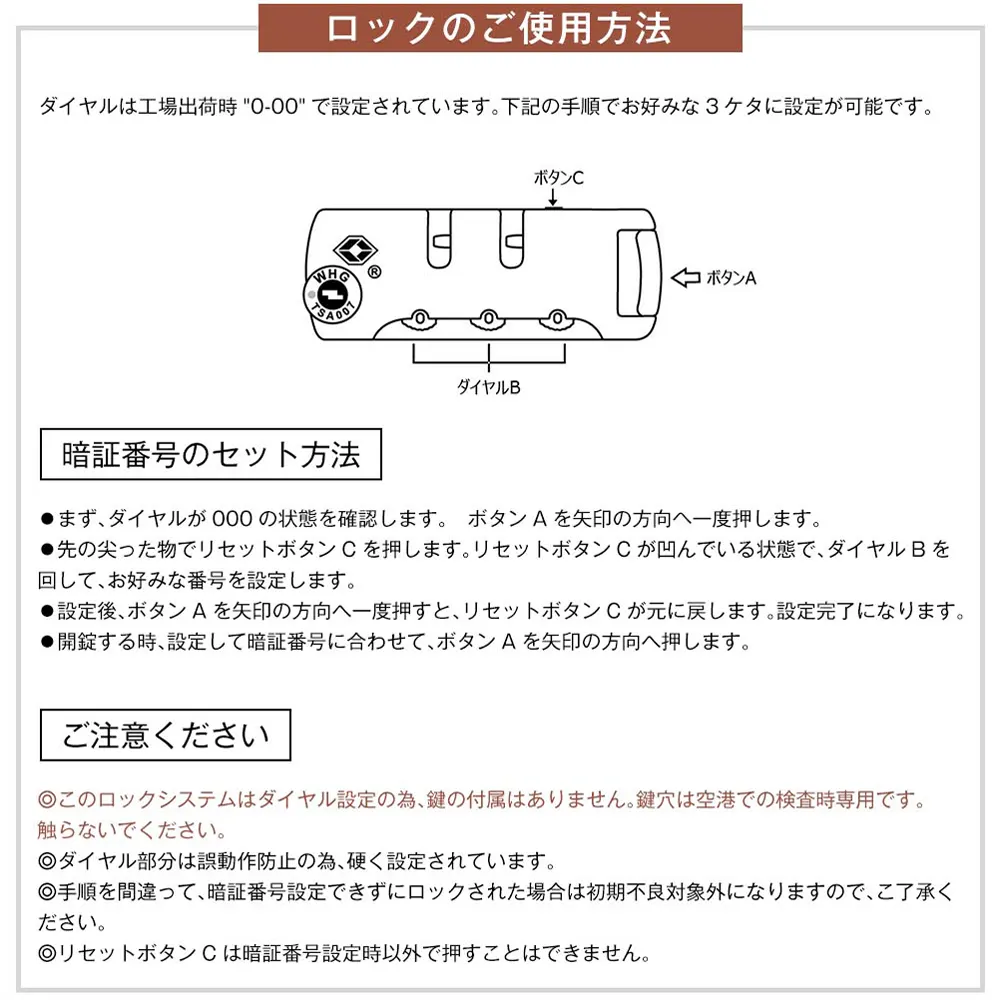 ロックのご使用方法
ダイヤルは工場出荷時 "0-00" で設定されています。下記の手順でお好みな 3 ケタに設定が可能です。
ボタンC
WHG
TSA007
®
ボタンA
0 0 0
ダイヤルB
暗証番号のセット方法
●まず、ダイヤルが 000 の状態を確認します。 ボタン A を矢印の方向へ一度押します。
●先の尖った物でリセットボタン C を押します。リセットボタン C が凹んでいる状態で、ダイヤル B を
回して、お好みな番号を設定します。
●設定後、ボタン A を矢印の方向へ一度押すと、リセットボタン C が元に戻します。設定完了になります。
●開錠する時、設定して暗証番号に合わせて、ボタン A を矢印の方向へ押します。
ご注意ください
◎このロックシステムはダイヤル設定の為、鍵の付属はありません。鍵穴は空港での検査時専用です。
触らないでください。
◎ダイヤル部分は誤動作防止の為、硬く設定されています。
◎手順を間違って、暗証番号設定できずにロックされた場合は初期不良対象外になりますので、ご了承く
ださい。
◎リセットボタン C は暗証番号設定時以外で押すことはできません。